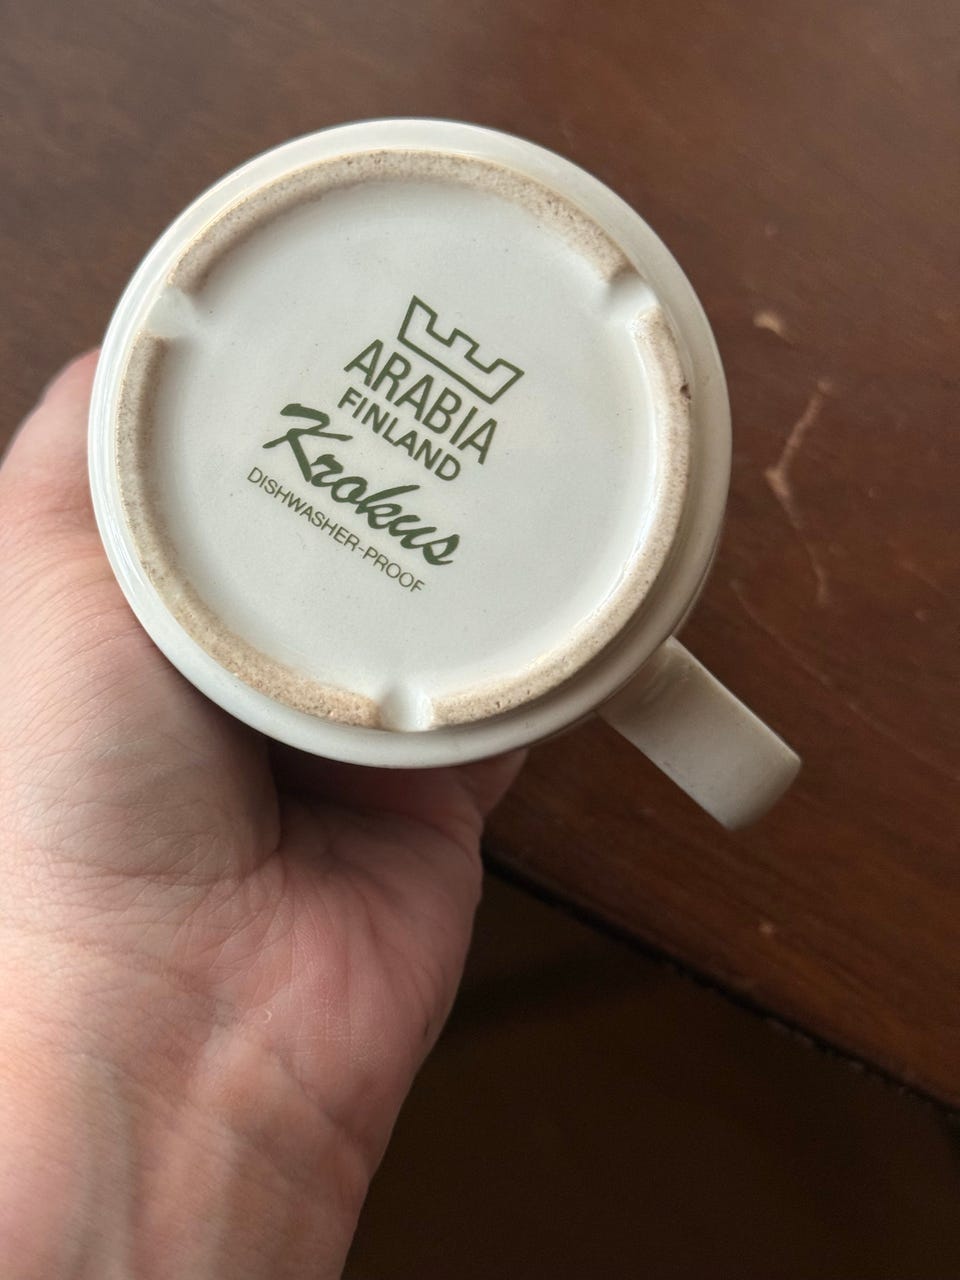 ARABIA
FINLAND
Krokus
DISHWASHER-PROOF